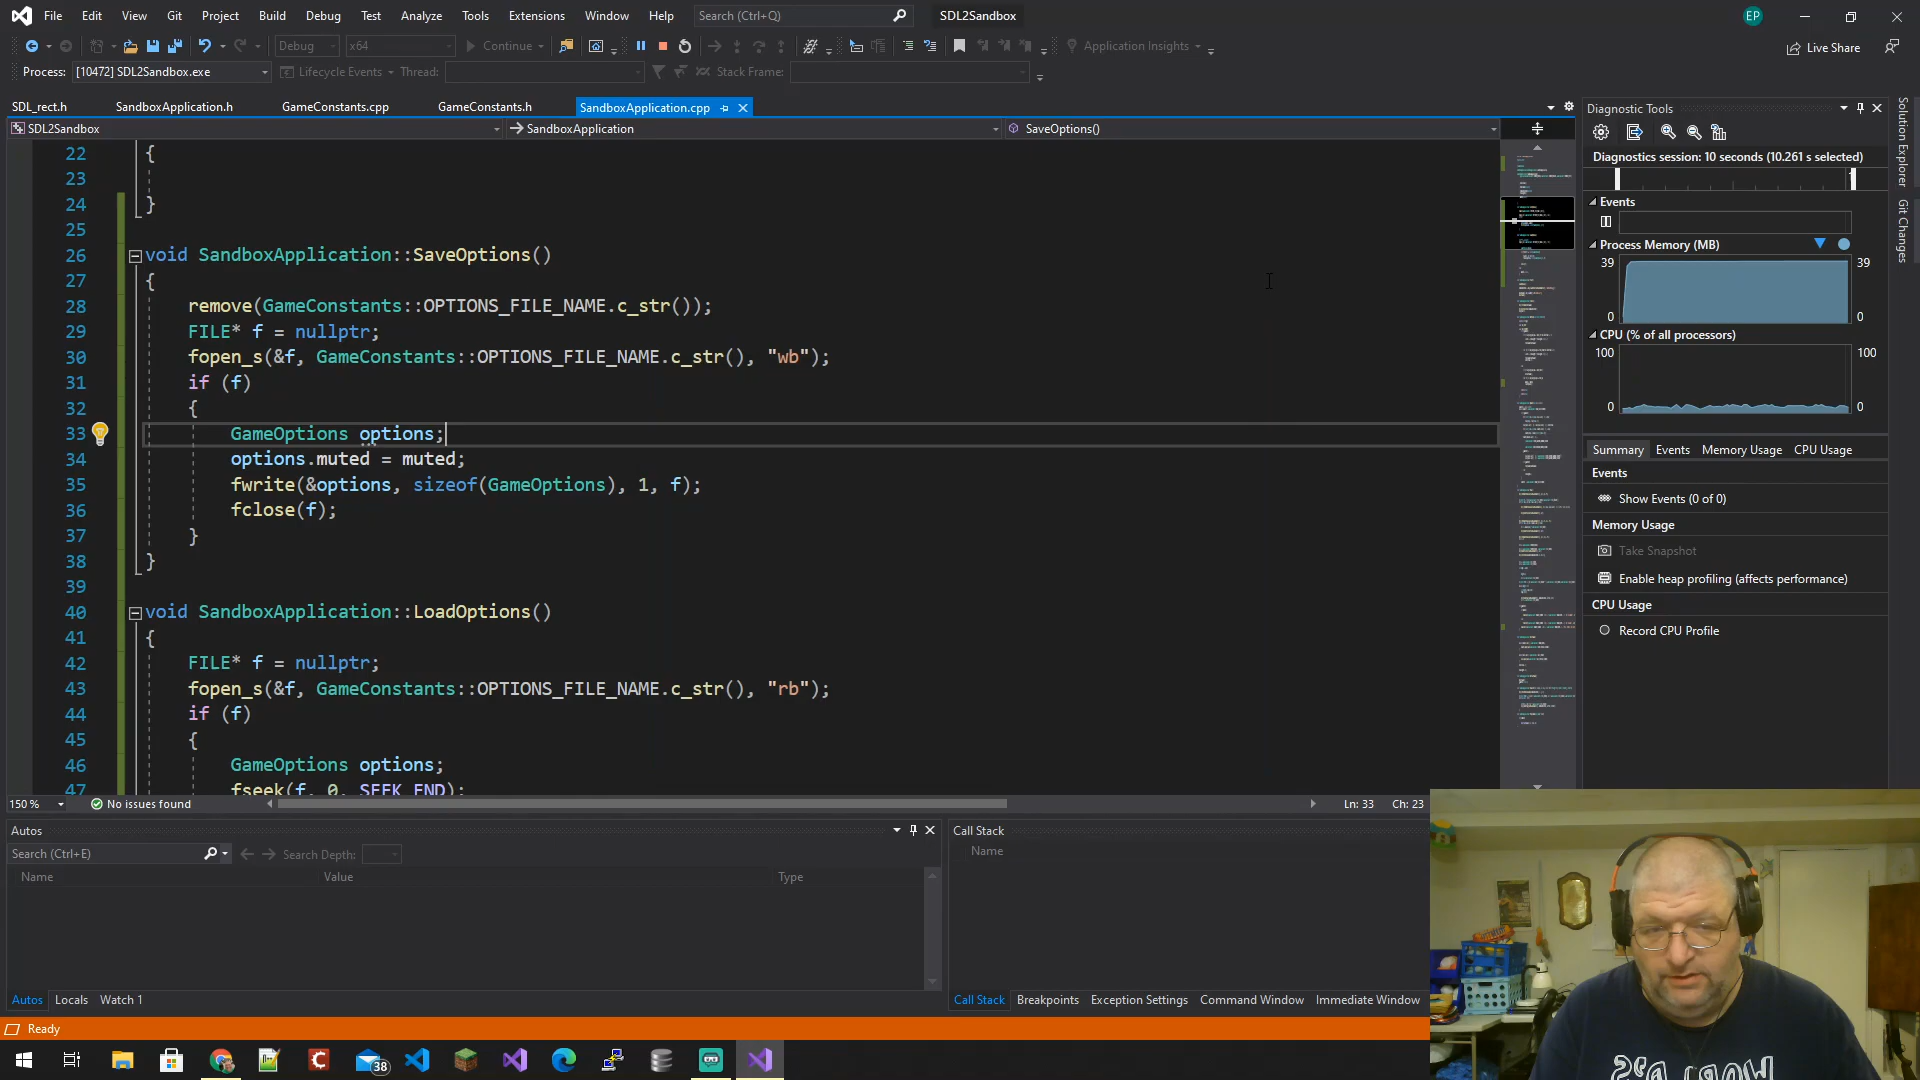 File Edit View Git Project Build Debug Test Analyze Tools Extensions Window Help Search (Ctrl+Q) SDL2Sandbox EP
Debug x64 Continue Application Insights Live Share
Process: [10472] SDL2Sandbox.exe Lifecycle Events Thread: Stack Frame:
SDL_rect.h SandboxApplication.h GameConstants.cpp GameConstants.h SandboxApplication.cpp
SDL2Sandbox SandboxApplication SaveOptions()
22 {
23
24 }
25
26 void SandboxApplication::SaveOptions()
27 {
28 remove(GameConstants::OPTIONS_FILE_NAME.c_str());
29 FILE* f = nullptr;
30 fopen_s(&f, GameConstants::OPTIONS_FILE_NAME.c_str(), "wb");
31 if (f)
32 {
33 GameOptions options;
34 options.muted = muted;
35 fwrite(&options, sizeof(GameOptions), 1, f);
36 fclose(f);
37 }
38 }
39
40 void SandboxApplication::LoadOptions()
41 {
42 FILE* f = nullptr;
43 fopen_s(&f, GameConstants::OPTIONS_FILE_NAME.c_str(), "rb");
44 if (f)
45 {
46 GameOptions options;
47 fseek(f, 0, SEEK_END);
150 % No issues found Ln: 33 Ch: 23
Diagnostic Tools
Diagnostics session: 10 seconds (10.261 s selected)
Events
Process Memory (MB)
39 39
0 0
CPU (% of all processors)
100 100
0 0
Summary Events Memory Usage CPU Usage
Events
Show Events (0 of 0)
Memory Usage
Take Snapshot
Enable heap profiling (affects performance)
CPU Usage
Record CPU Profile
Solution Explorer
Git Changes
Autos
Search (Ctrl+E) Search Depth:
Name Value Type
Autos Locals Watch 1
Call Stack
Name
Call Stack Breakpoints Exception Settings Command Window Immediate Window
Ready
38